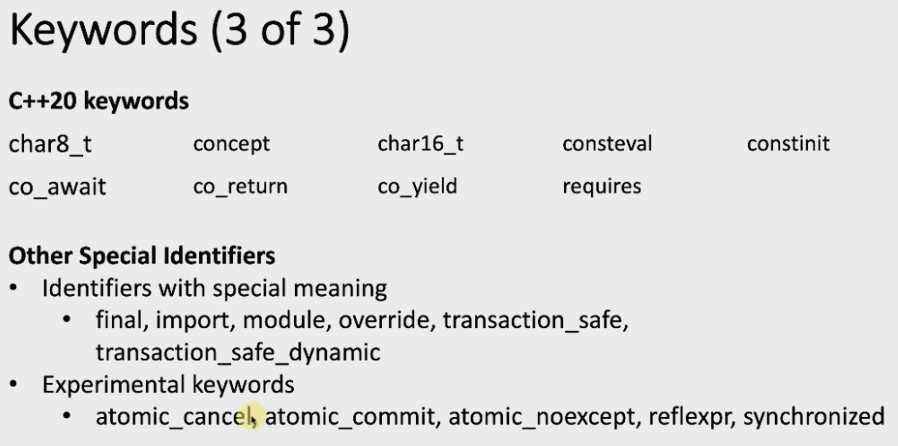 Keywords (3 of 3)
C++20 keywords
char8_t concept char16_t consteval constinit
co_await co_return co_yield requires
Other Special Identifiers
• Identifiers with special meaning
• final, import, module, override, transaction_safe,
transaction_safe_dynamic
• Experimental keywords
• atomic_cancel, atomic_commit, atomic_noexcept, reflexpr, synchronized